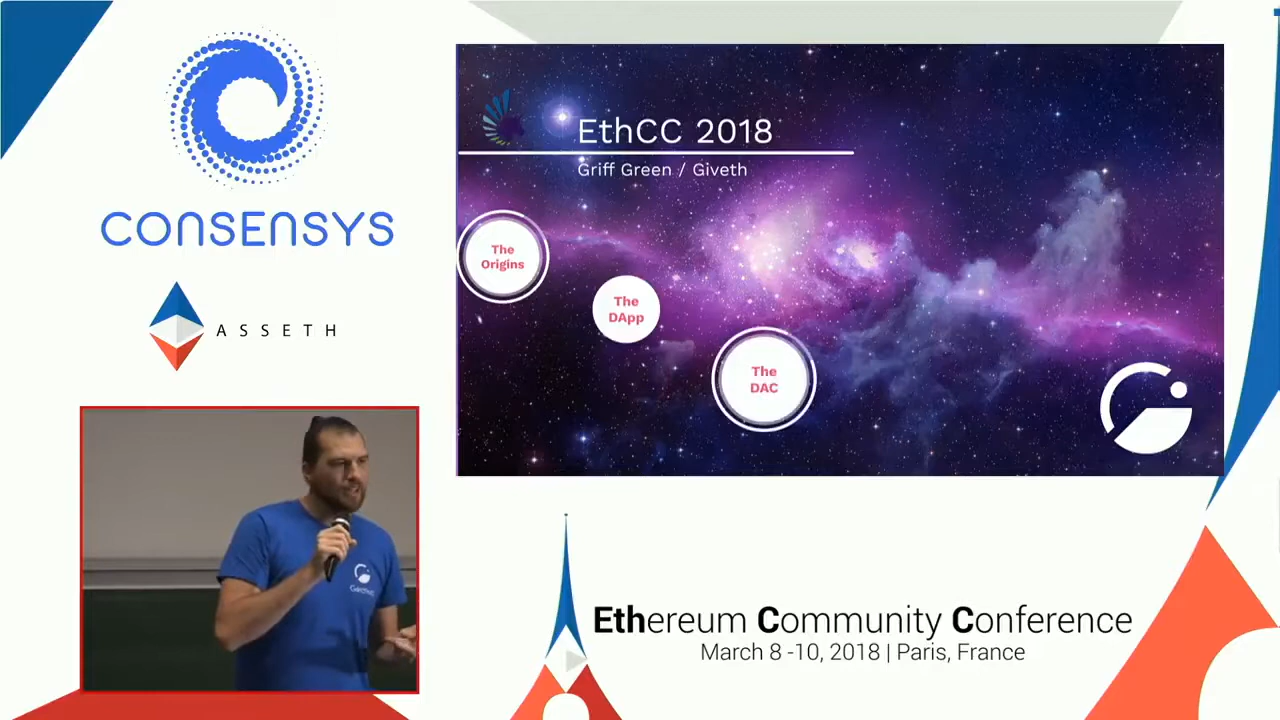 CONSENSYS
ASSETH
EthCC 2018
Griff Green / Giveth
The
Origins
The
DApp
The
DAC
Ethereum Community Conference
March 8 -10, 2018 | Paris, France